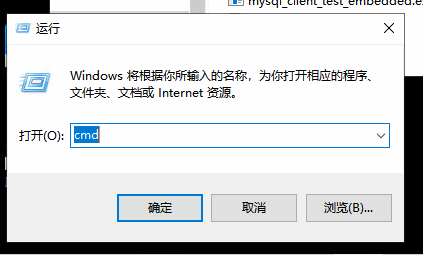 mysql_client_test_embedded.e
运行
Windows 将根据你所输入的名称，为你打开相应的程序、
文件夹、文档或 Internet 资源。
打开(O):
cmd
确定
取消
浏览(B)...